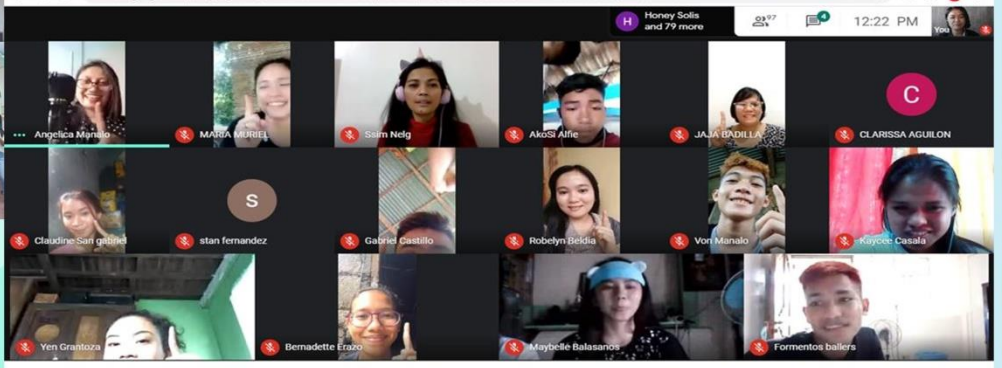 H
Honey Solis
and 79 more
97
4
12:22 PM
You
Angelica Manalo
MARIA MURIEL
Ssim Nelg
AkoSi Alfie
JAJA BADILLA
C
CLARISSA AGUILON
Claudine San gabriel
S
stan fernandez
Gabriel Castillo
Robelyn Beldia
Von Manalo
Kaycee Casala
Yen Grantoza
Bernadette Erazo
Maybelle Balasanos
Formentos ballers